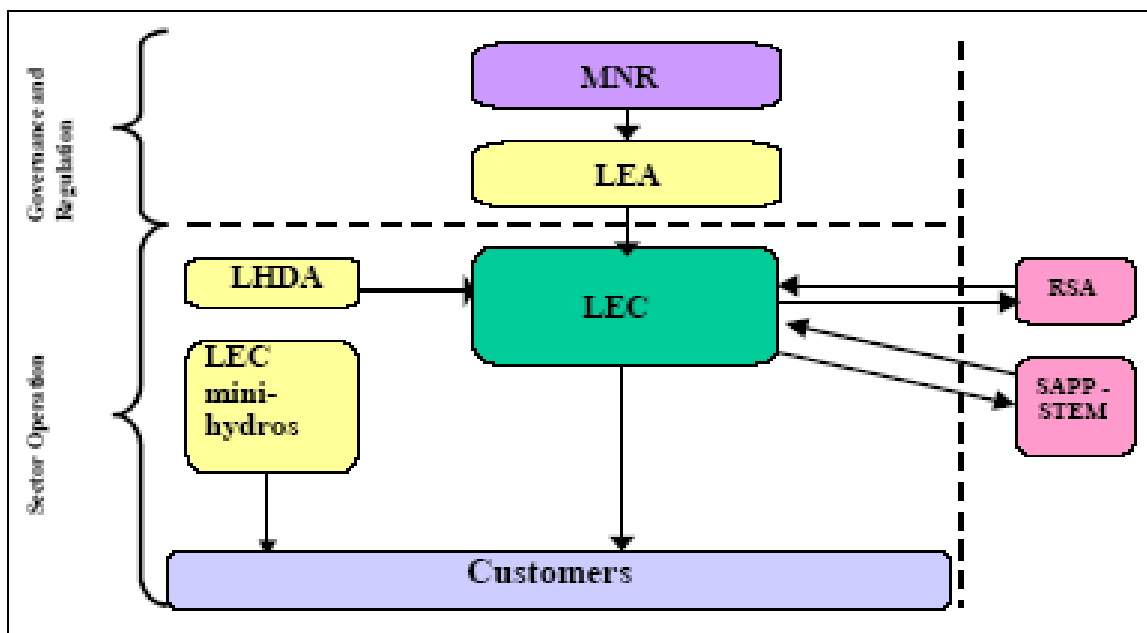 Governance and
Regulation
MNR
LEA
LHDA
LEC
RSA
LEC
mini-
hydros
SAPP -
STEM
Sector Operation
Customers